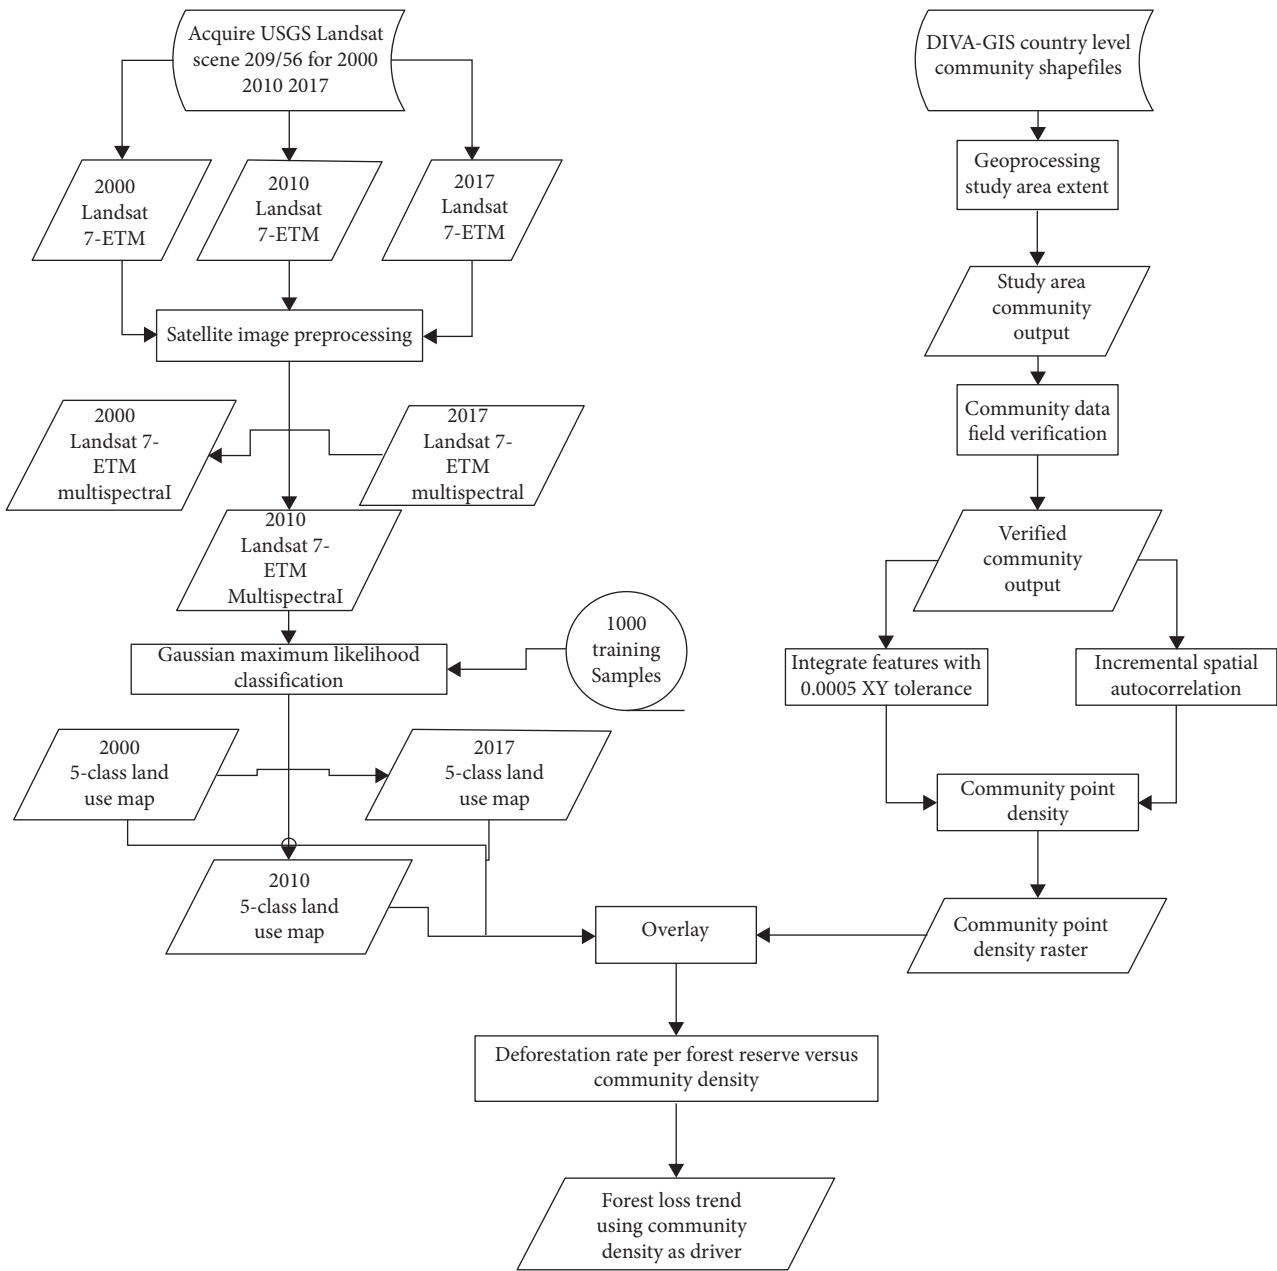 Acquire USGS Landsat
scene 209/56 for 2000
2010 2017
2000
Landsat
7-ETM
2010
Landsat
7-ETM
2017
Landsat
7-ETM
Satellite image preprocessing
2000
Landsat 7-
ETM
multispectraI
2017
Landsat 7-
ETM
multispectral
2010
Landsat 7-
ETM
MultispectraI
Gaussian maximum likelihood
classification
1000
training
Samples
2000
5-class land
use map
2017
5-class land
use map
2010
5-class land
use map
DIVA-GIS country level
community shapefiles
Geoprocessing
study area extent
Study area
community
output
Community data
field verification
Verified
community
output
Integrate features with
0.0005 XY tolerance
Incremental spatial
autocorrelation
Community point
density
Community point
density raster
Overlay
Deforestation rate per forest reserve versus
community density
Forest loss trend
using community
density as driver